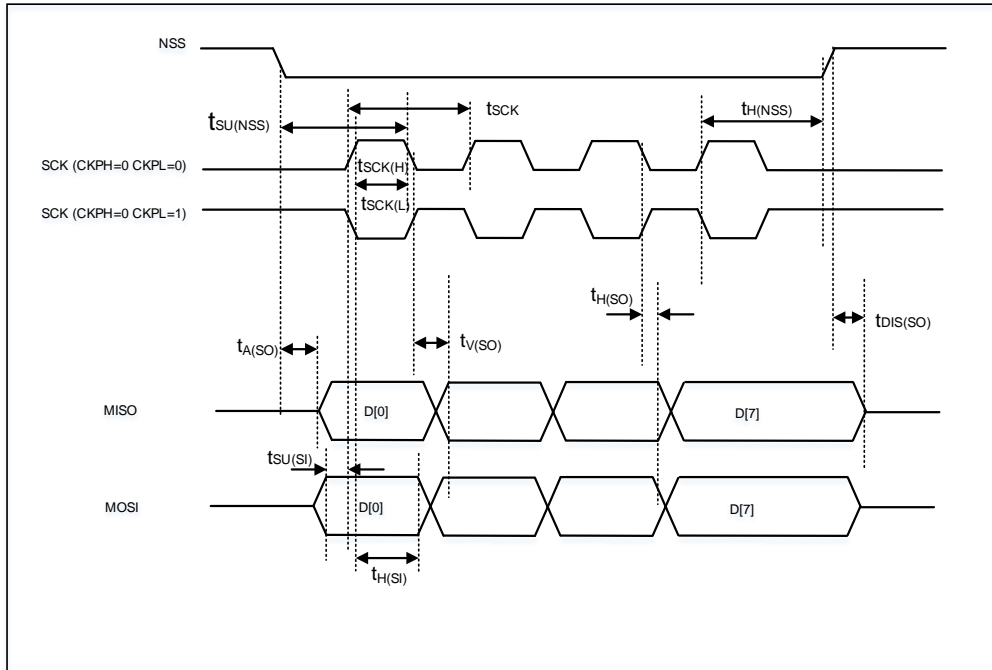 NSS
tSCK
tH(NSS)
tSU(NSS)
SCK (CKPH=0 CKPL=0)
tSCK(H)
tSCK(L)
SCK (CKPH=0 CKPL=1)
tH(SO)
tDIS(SO)
tV(SO)
tA(SO)
MISO
D[0]
D[7]
tSU(SI)
MOSI
D[0]
D[7]
tH(SI)